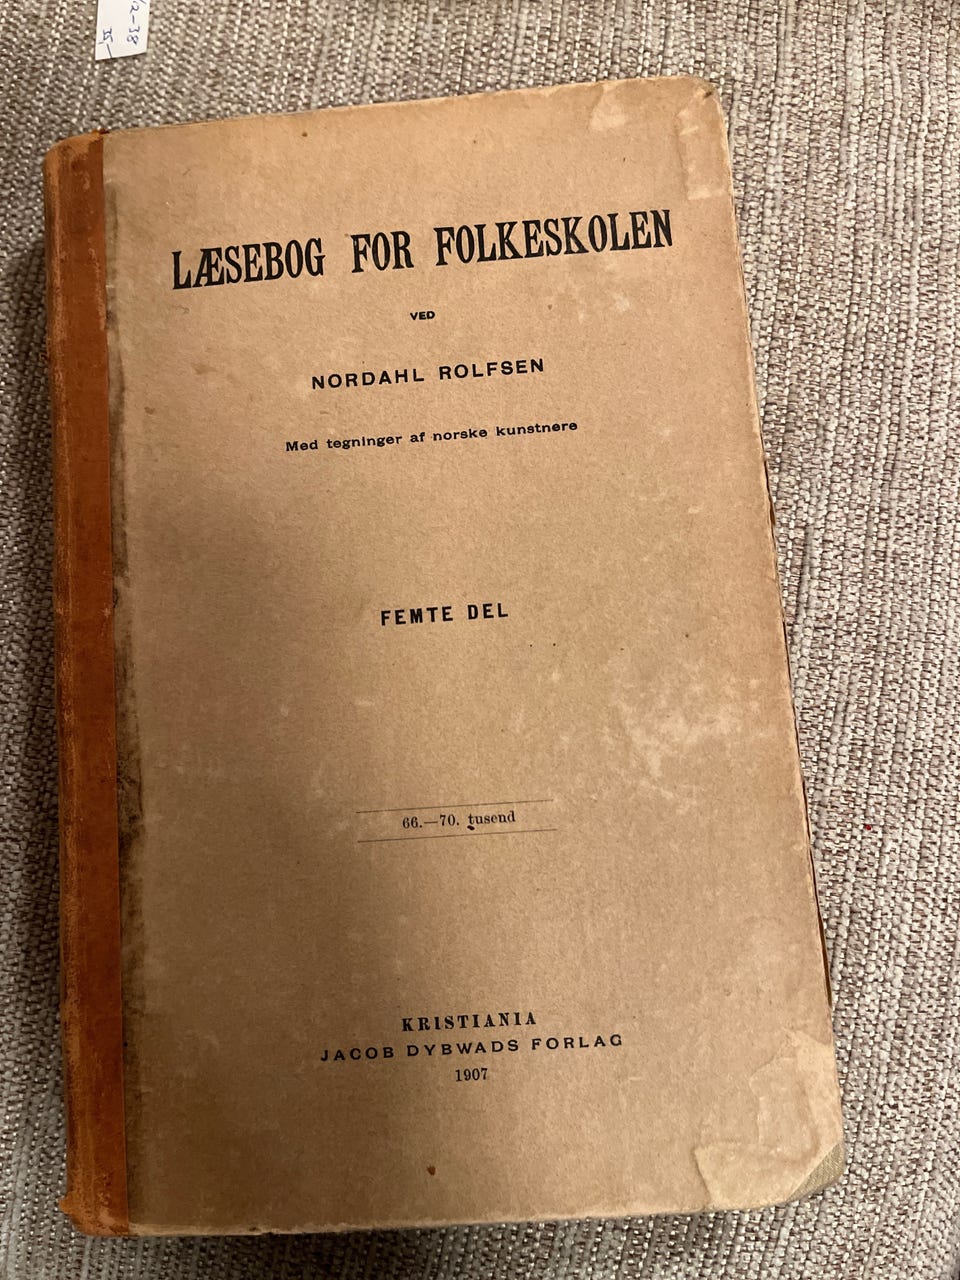 LÆSEBOG FOR FOLKESKOLEN
VED
NORDAHL ROLFSEN
Med tegninger af norske kunstnere
FEMTE DEL
66.—70. tusend
KRISTIANIA
JACOB DYBWADS FORLAG
1907